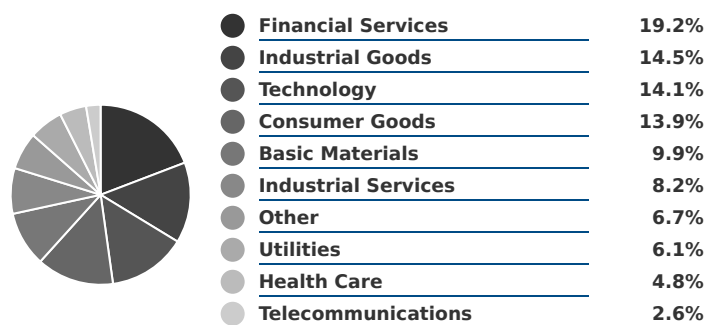 Financial Services 19.2%
Industrial Goods 14.5%
Technology 14.1%
Consumer Goods 13.9%
Basic Materials 9.9%
Industrial Services 8.2%
Other 6.7%
Utilities 6.1%
Health Care 4.8%
Telecommunications 2.6%